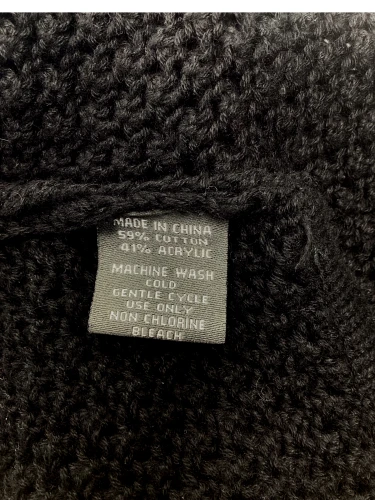 MADE IN CHINA
59% COTTON
41% ACRYLIC
MACHINE WASH
COLD
GENTLE CYCLE
USE ONLY
NON CHLORINE
BLEACH